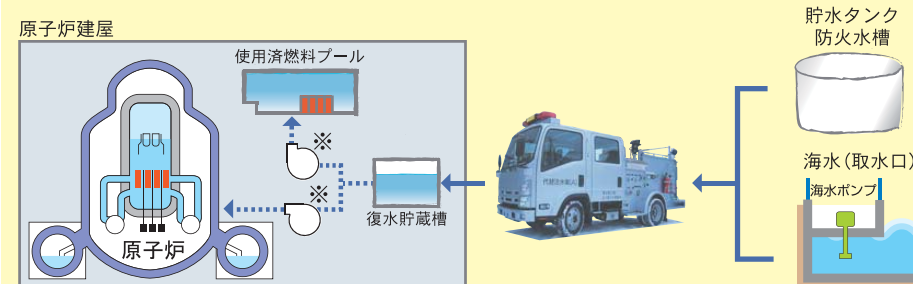 原子炉建屋
使用済燃料プール
※
※
復水貯蔵槽
原子炉
貯水タンク
防火水槽
海水(取水口)
海水ポンプ